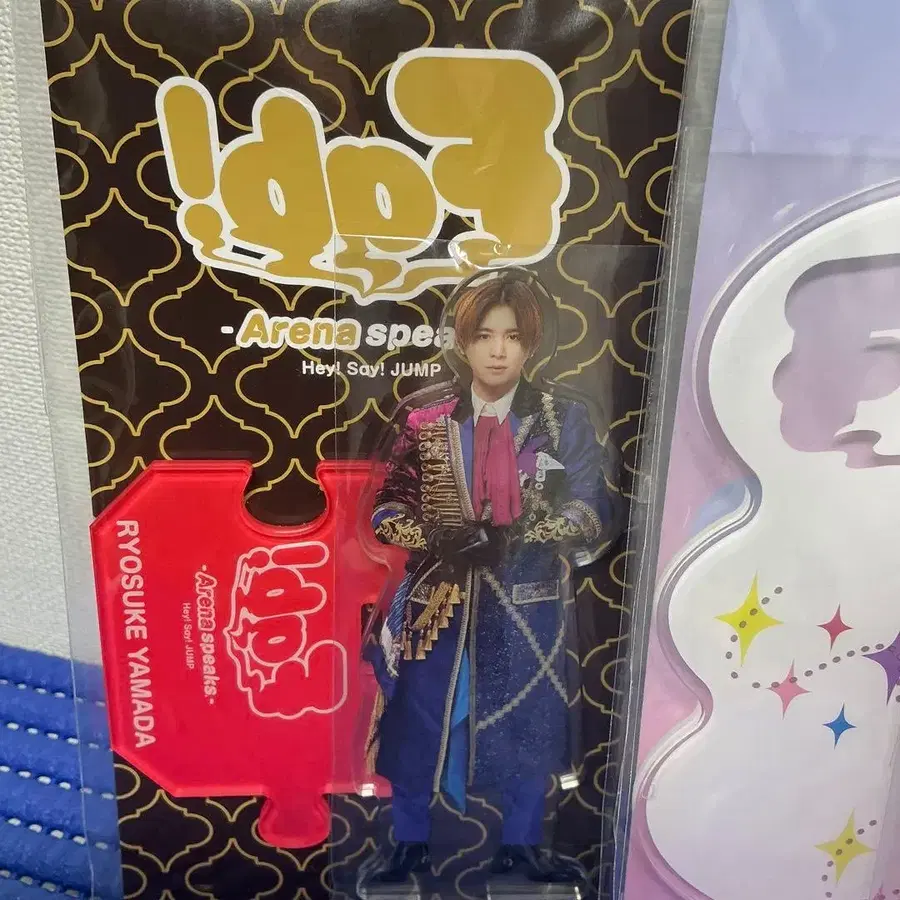 Fab!
- Arena spea
Hey! Say! JUMP
RYOSUKE YAMADA
Fab!
-Arena speaks.-
Hey! Say! JUMP